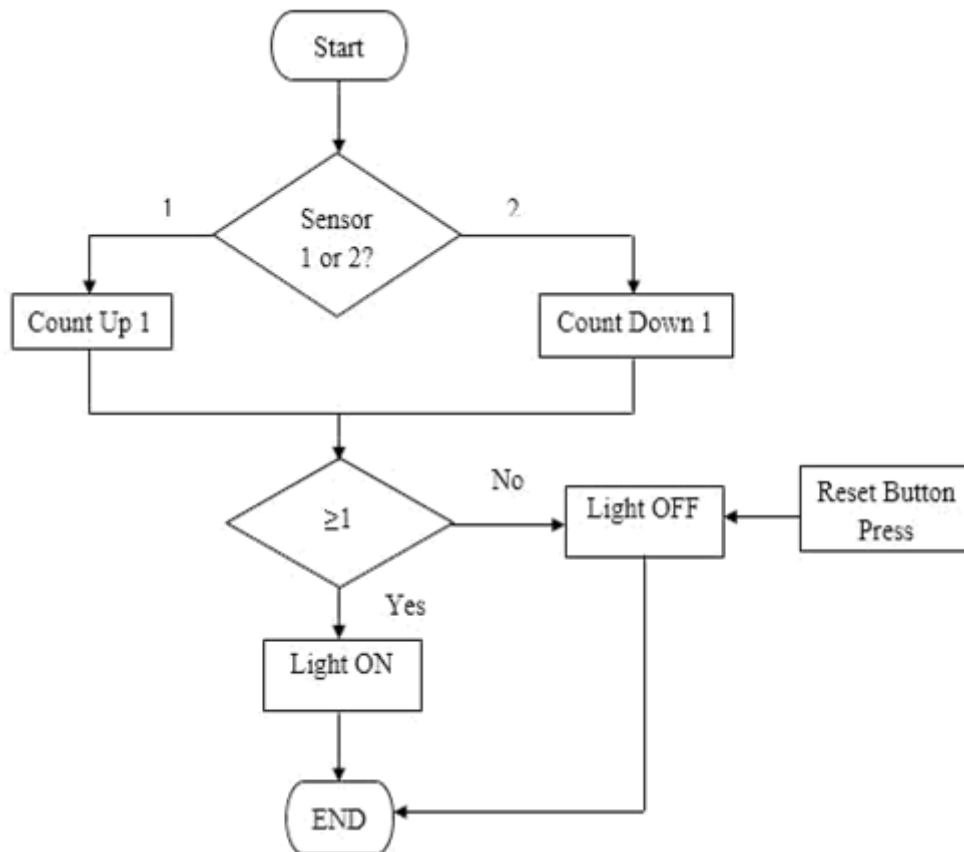 Start
1
Sensor
1 or 2?
2
Count Up 1
Count Down 1
≥1
No
Light OFF
Reset Button
Press
Yes
Light ON
END